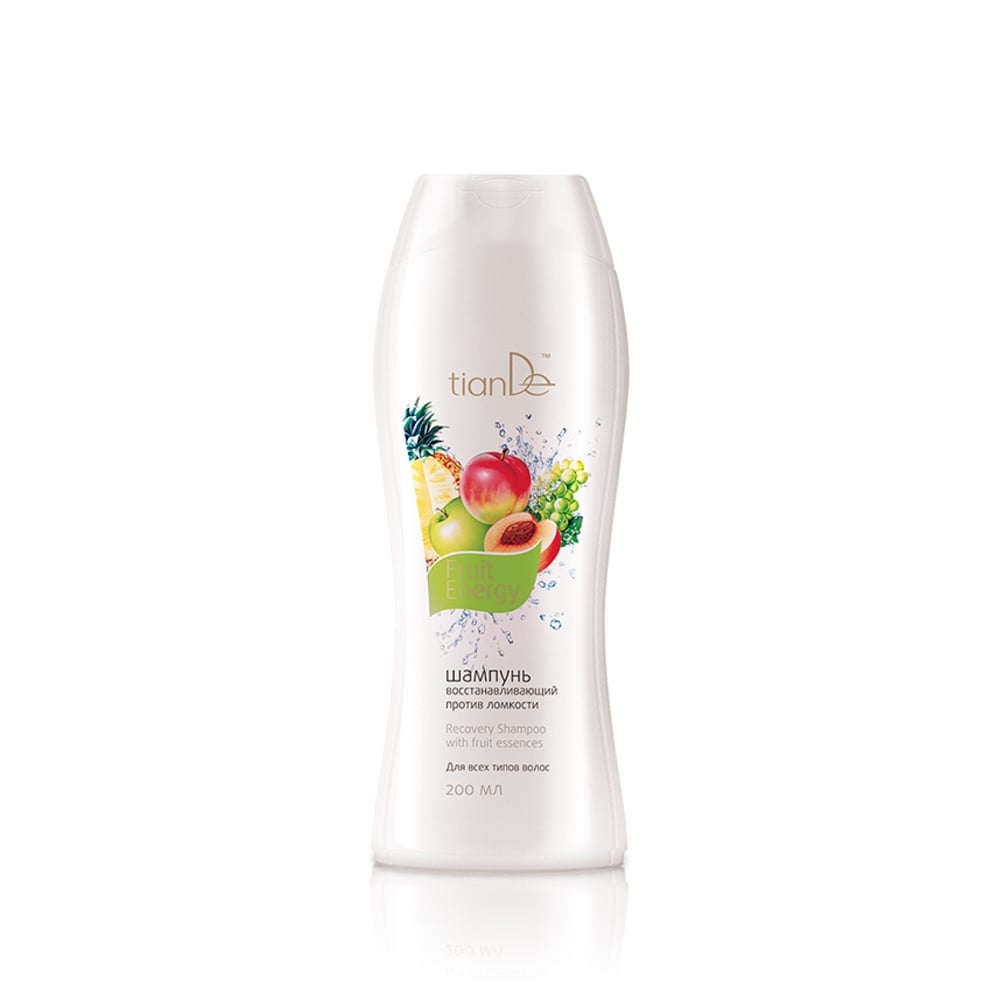 tianDe™
Fruit
Energy
шампунь
восстанавливающий
против ломкости
Recovery Shampoo
with fruit essences
Для всех типов волос
200 мл